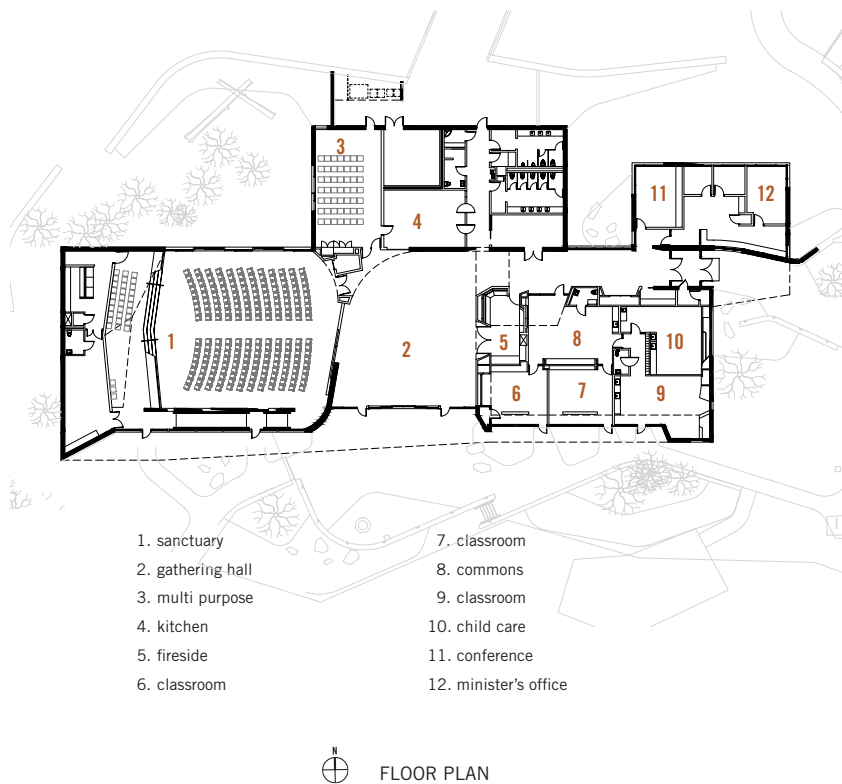 3
4
11
12
1
2
5
8
10
6
7
9
1. sanctuary
2. gathering hall
3. multi purpose
4. kitchen
5. fireside
6. classroom
7. classroom
8. commons
9. classroom
10. child care
11. conference
12. minister's office
N
FLOOR PLAN